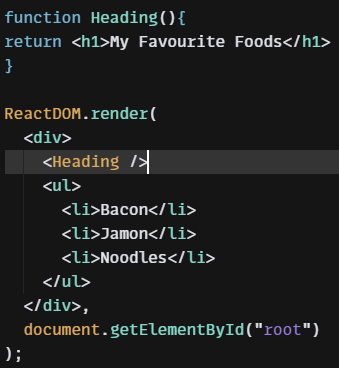 function Heading(){
return <h1>My Favourite Foods</h1>
}

ReactDOM.render(
  <div>
    <Heading />
    <ul>
      <li>Bacon</li>
      <li>Jamon</li>
      <li>Noodles</li>
    </ul>
  </div>,
  document.getElementById("root")
);